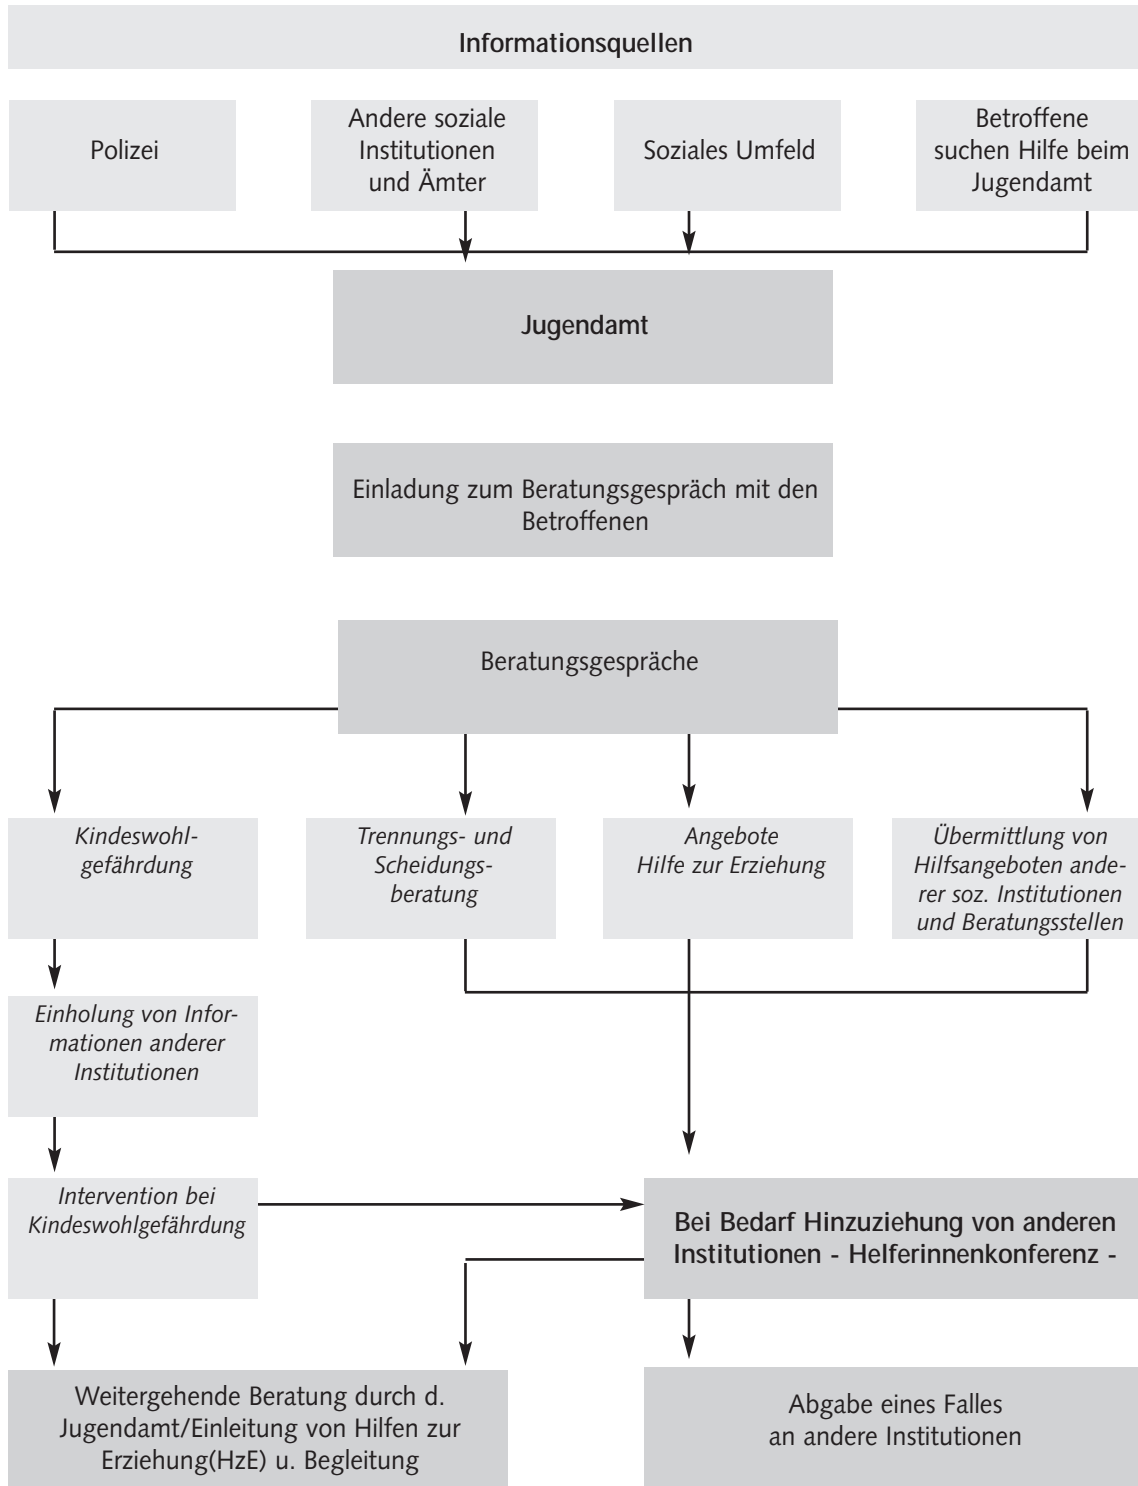 Informationsquellen
Polizei
Andere soziale
Institutionen
und Ämter
Soziales Umfeld
Betroffene
suchen Hilfe beim
Jugendamt
Jugendamt
Einladung zum Beratungsgespräch mit den
Betroffenen
Beratungsgespräche
Kindeswohl-
gefährdung
Trennungs- und
Scheidungs-
beratung
Angebote
Hilfe zur Erziehung
Übermittlung von
Hilfsangeboten ande-
rer soz. Institutionen
und Beratungsstellen
Einholung von Infor-
mationen anderer
Institutionen
Intervention bei
Kindeswohlgefährdung
Bei Bedarf Hinzuziehung von anderen
Institutionen - Helferinnenkonferenz -
Weitergehende Beratung durch d.
Jugendamt/Einleitung von Hilfen zur
Erziehung(HzE) u. Begleitung
Abgabe eines Falles
an andere Institutionen